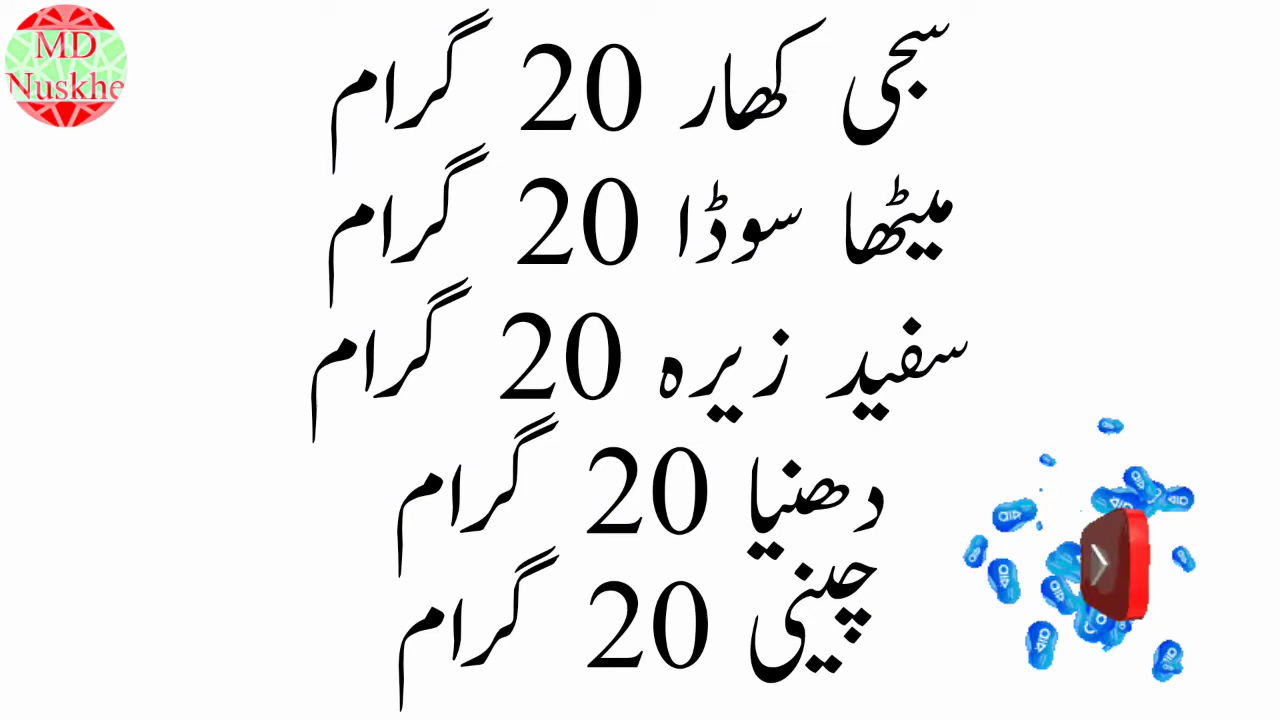 MD
Nuskhe
سجی کھار 20 گرام
میٹھا سوڈا 20 گرام
سفید زیرہ 20 گرام
دھنیا 20 گرام
چینی 20 گرام